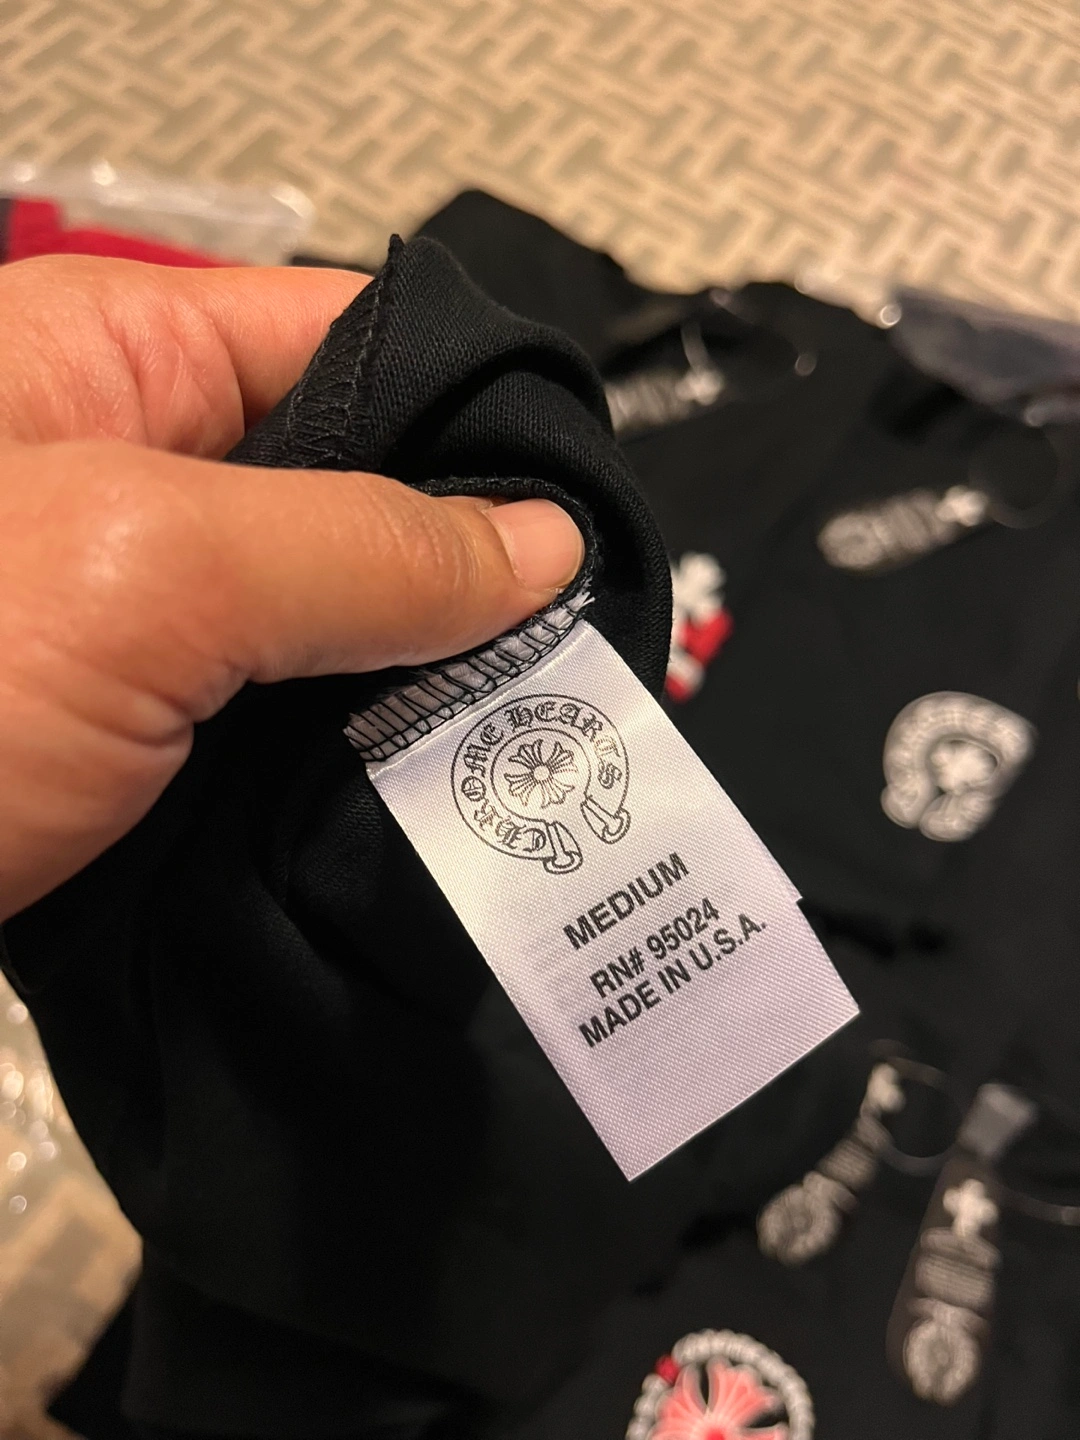 CHROME HEARTS
MEDIUM
RN# 95024
MADE IN U.S.A.